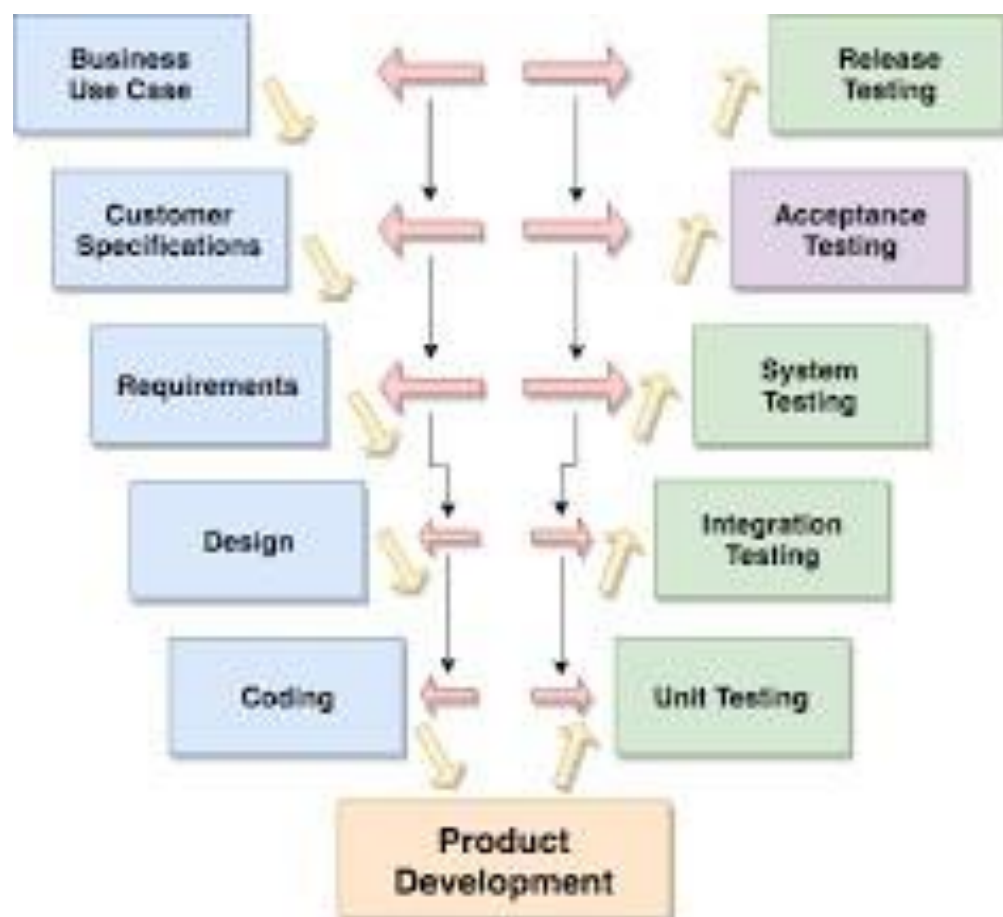 Business
Use Case
Release
Testing
Customer
Specifications
Acceptance
Testing
Requirements
System
Testing
Design
Integration
Testing
Coding
Unit Testing
Product
Development